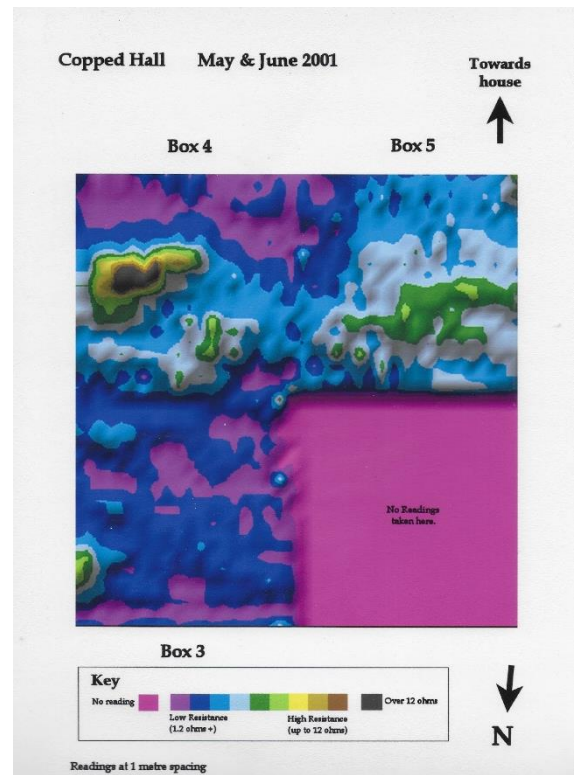 Copped Hall May & June 2001
Towards
house
Box 4
Box 5
No Readings
taken here.
Box 3
Key
No reading
Low Resistance
(1.2 ohms +)
High Resistance
(up to 12 ohms)
Over 12 ohms
N
Readings at 1 metre spacing